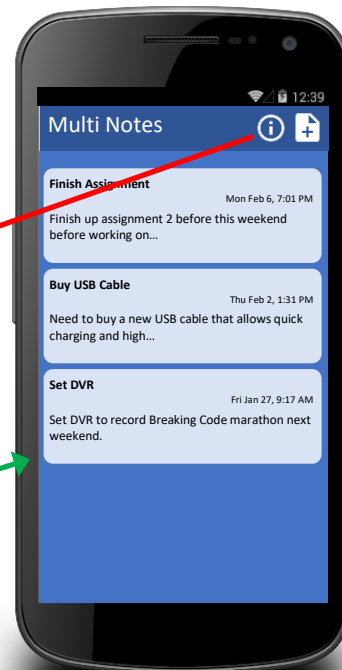 12:39
Multi Notes
Finish Assignment
Mon Feb 6, 7:01 PM
Finish up assignment 2 before this weekend
before working on...
Buy USB Cable
Thu Feb 2, 1:31 PM
Need to buy a new USB cable that allows quick
charging and high...
Set DVR
Fri Jan 27, 9:17 AM
Set DVR to record Breaking Code marathon next
weekend.